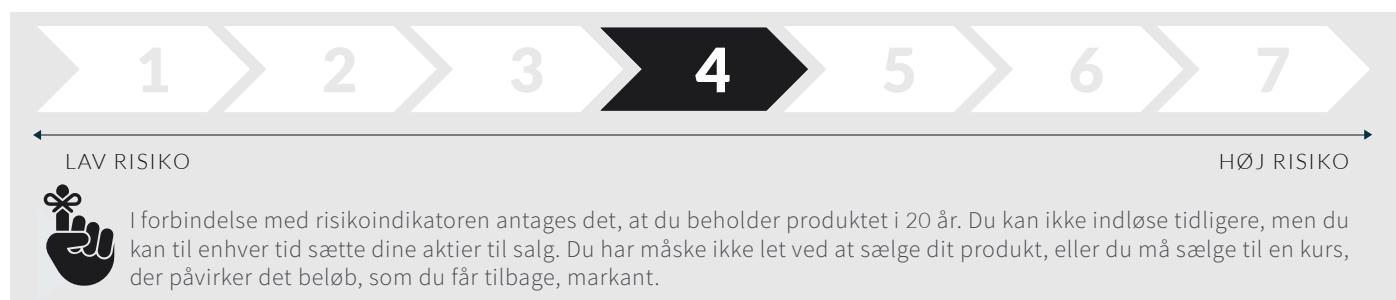 1 2 3 4 5 6 7
LAV RISIKO HØJ RISIKO
I forbindelse med risikoindikatoren antages det, at du beholder produktet i 20 år. Du kan ikke indløse tidligere, men du
kan til enhver tid sætte dine aktier til salg. Du har måske ikke let ved at sælge dit produkt, eller du må sælge til en kurs,
der påvirker det beløb, som du får tilbage, markant.